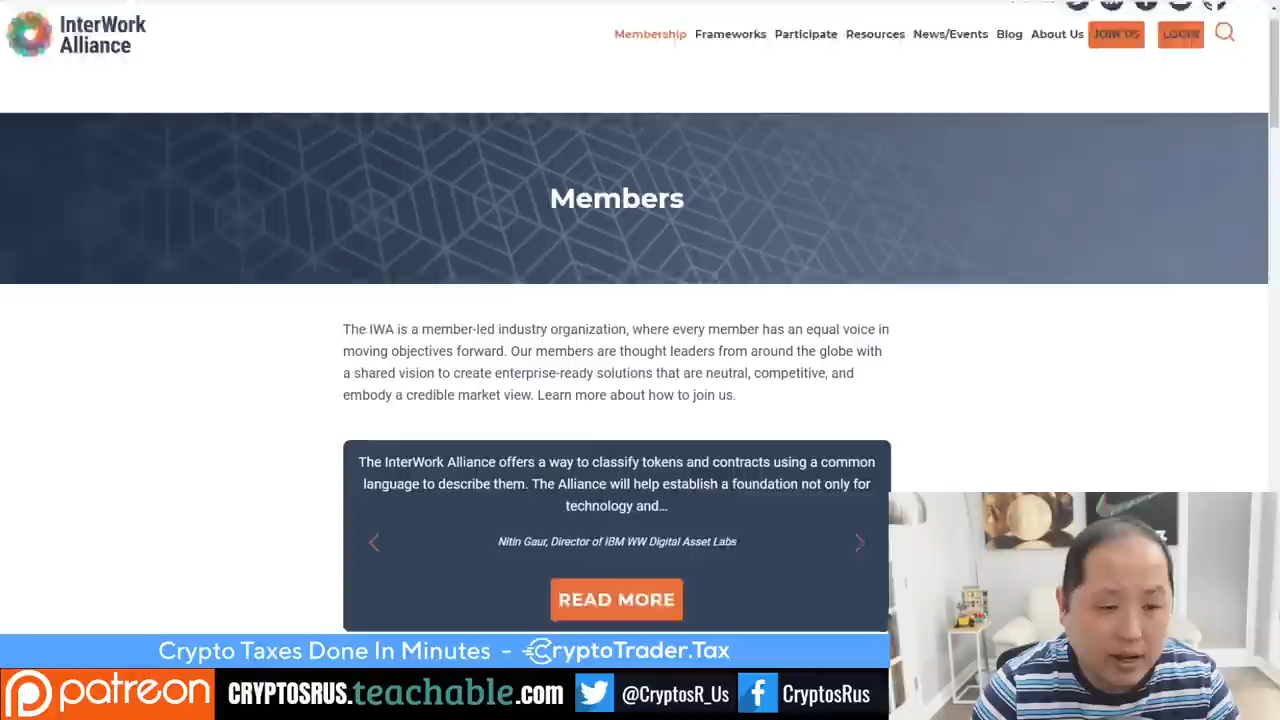 InterWork
Alliance
Membership Frameworks Participate Resources News/Events Blog About Us JOIN US LOGIN
Members
The IWA is a member-led industry organization, where every member has an equal voice in
moving objectives forward. Our members are thought leaders from around the globe with
a shared vision to create enterprise-ready solutions that are neutral, competitive, and
embody a credible market view. Learn more about how to join us.
The InterWork Alliance offers a way to classify tokens and contracts using a common
language to describe them. The Alliance will help establish a foundation not only for
technology and...
Nitin Gaur, Director of IBM WW Digital Asset Labs
READ MORE
Crypto Taxes Done In Minutes - CryptoTrader.Tax
patreon CRYPTOSRUS.teachable.com @CryptosR_Us CryptosRus